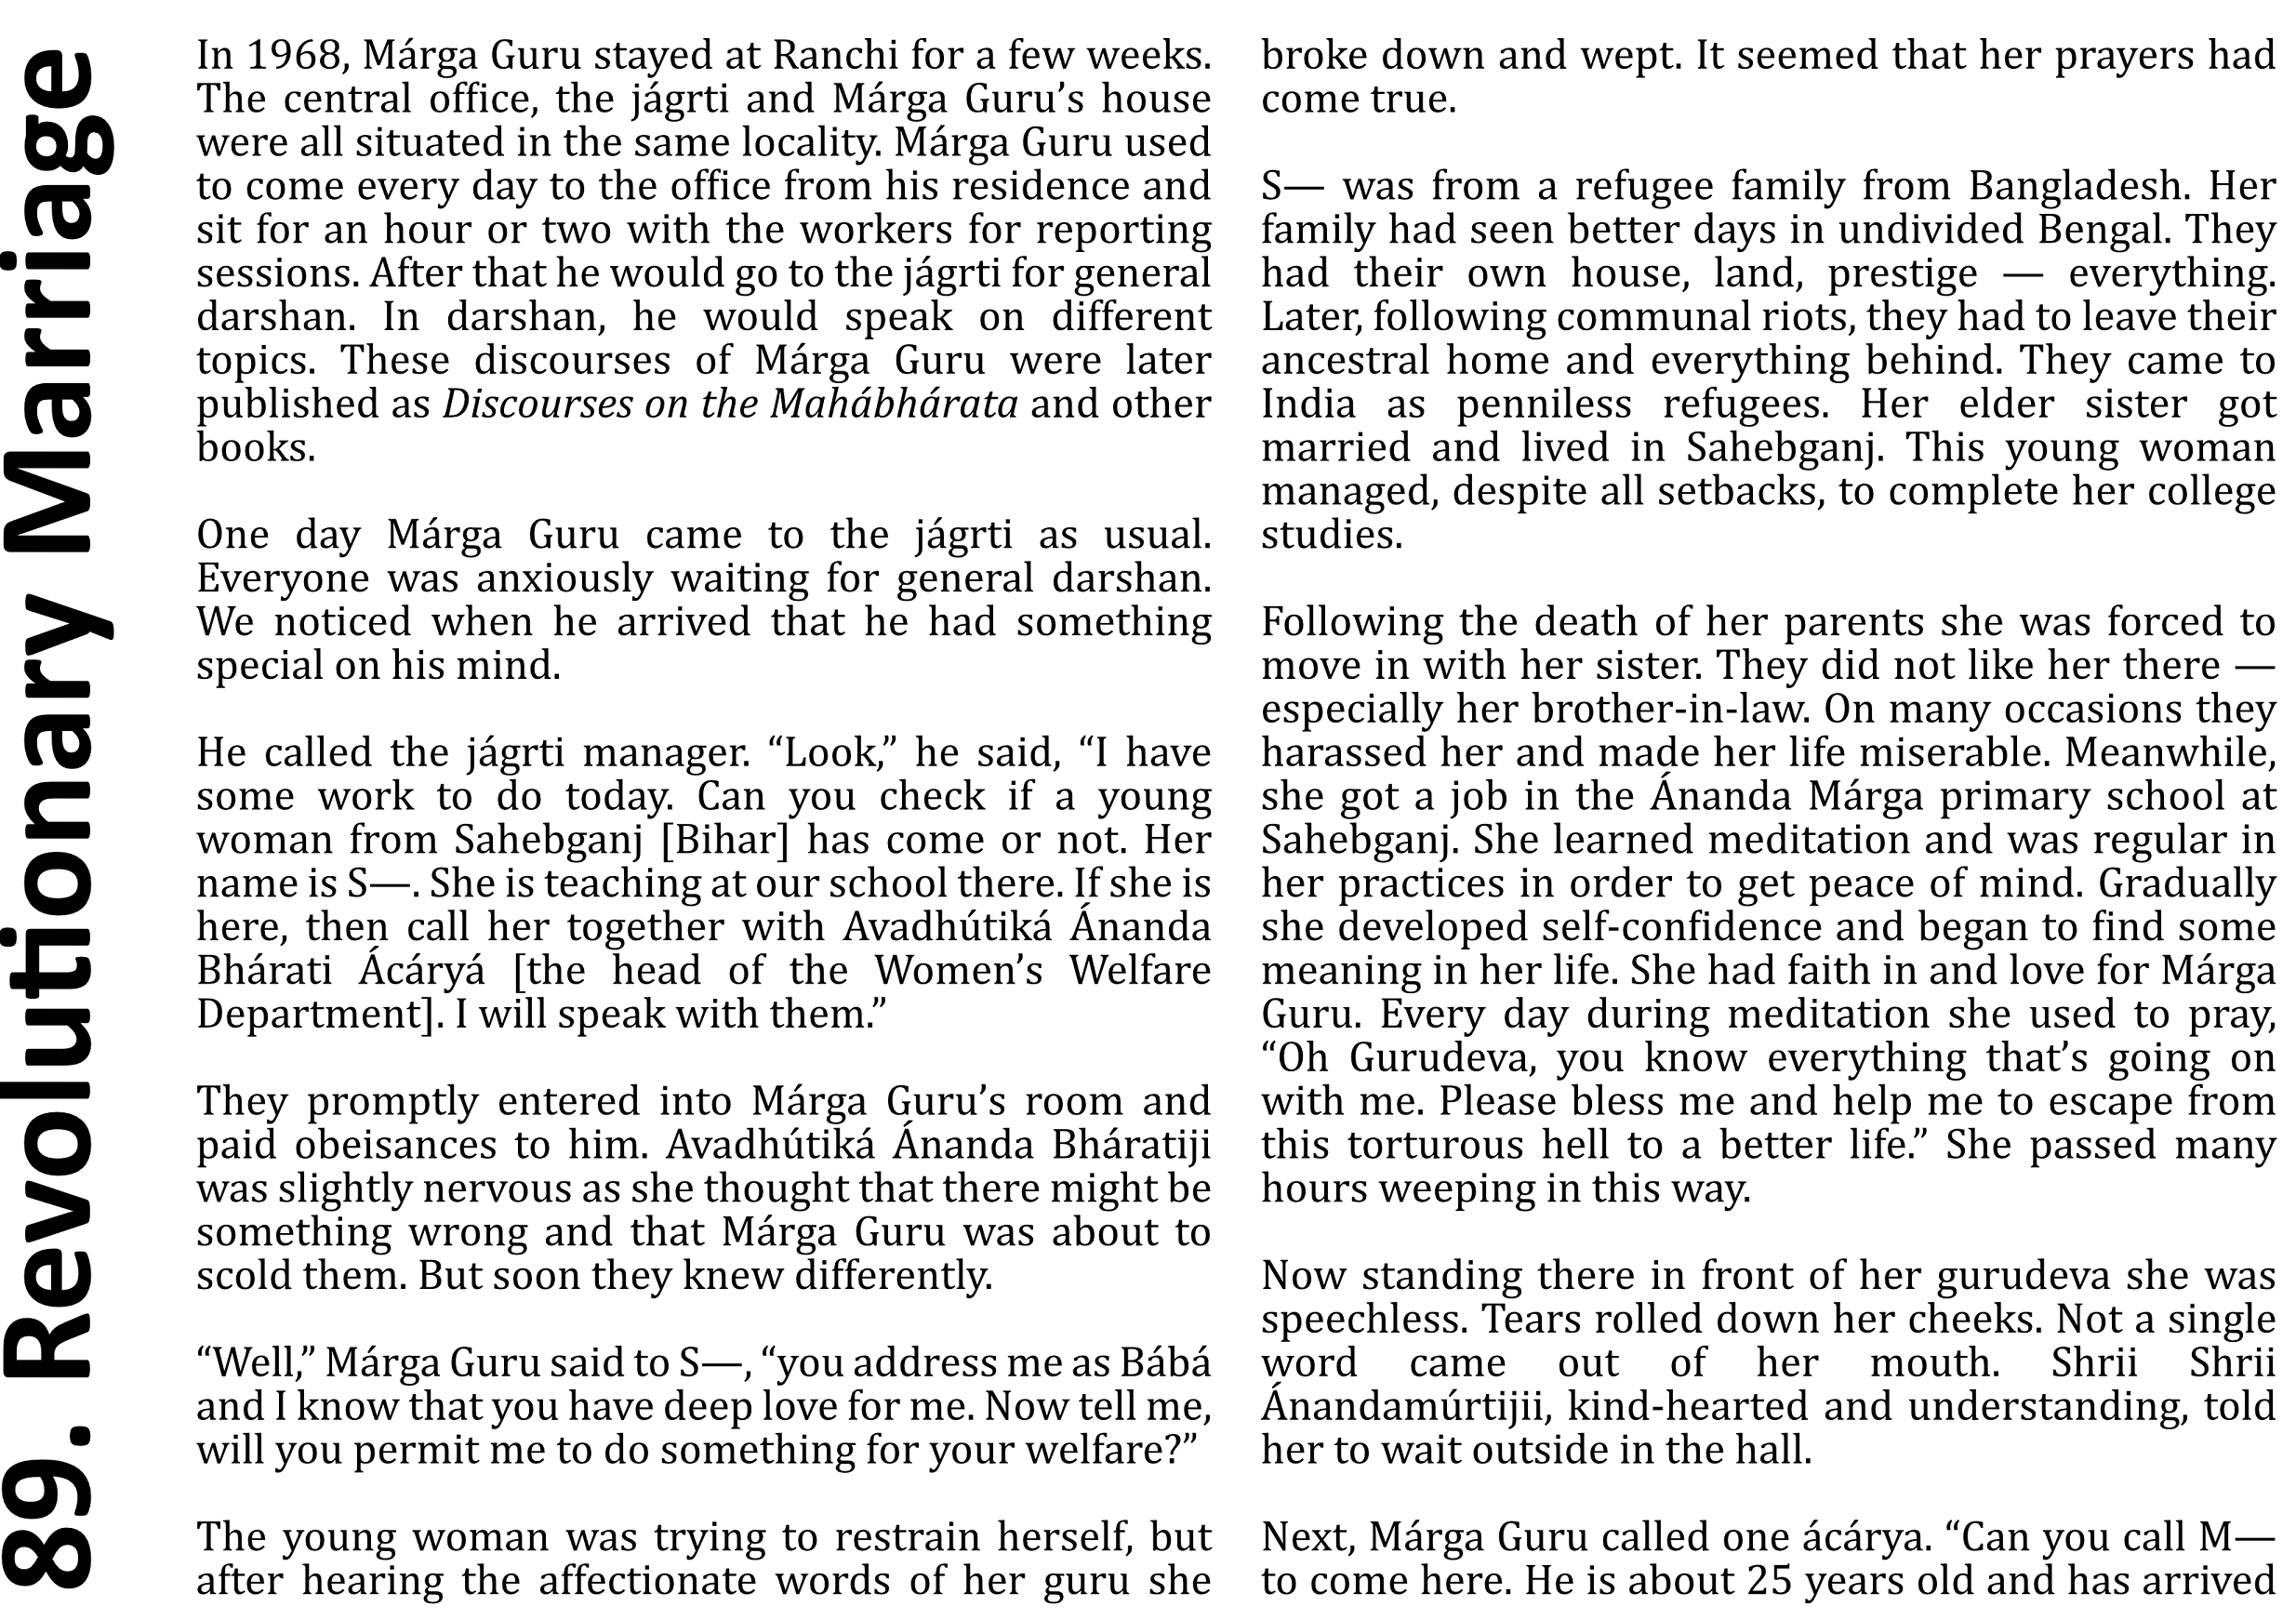 89. Revolutionary Marriage
In 1968, Márga Guru stayed at Ranchi for a few weeks.
The central office, the jágrti and Márga Guru’s house
were all situated in the same locality. Márga Guru used
to come every day to the office from his residence and
sit for an hour or two with the workers for reporting
sessions. After that he would go to the jágrti for general
darshan. In darshan, he would speak on different
topics. These discourses of Márga Guru were later
published as Discourses on the Mahábhárata and other
books.
One day Márga Guru came to the jágrti as usual.
Everyone was anxiously waiting for general darshan.
We noticed when he arrived that he had something
special on his mind.
He called the jágrti manager. “Look,” he said, “I have
some work to do today. Can you check if a young
woman from Sahebganj [Bihar] has come or not. Her
name is S—. She is teaching at our school there. If she is
here, then call her together with Avadhútiká Ánanda
Bhárati Ácáryá [the head of the Women’s Welfare
Department]. I will speak with them.”
They promptly entered into Márga Guru’s room and
paid obeisances to him. Avadhútiká Ánanda Bháratiji
was slightly nervous as she thought that there might be
something wrong and that Márga Guru was about to
scold them. But soon they knew differently.
“Well,” Márga Guru said to S—, “you address me as Bábá
and I know that you have deep love for me. Now tell me,
will you permit me to do something for your welfare?”
The young woman was trying to restrain herself, but
after hearing the affectionate words of her guru she
broke down and wept. It seemed that her prayers had
come true.
S— was from a refugee family from Bangladesh. Her
family had seen better days in undivided Bengal. They
had their own house, land, prestige — everything.
Later, following communal riots, they had to leave their
ancestral home and everything behind. They came to
India as penniless refugees. Her elder sister got
married and lived in Sahebganj. This young woman
managed, despite all setbacks, to complete her college
studies.
Following the death of her parents she was forced to
move in with her sister. They did not like her there —
especially her brother-in-law. On many occasions they
harassed her and made her life miserable. Meanwhile,
she got a job in the Ánanda Márga primary school at
Sahebganj. She learned meditation and was regular in
her practices in order to get peace of mind. Gradually
she developed self-confidence and began to find some
meaning in her life. She had faith in and love for Márga
Guru. Every day during meditation she used to pray,
“Oh Gurudeva, you know everything that’s going on
with me. Please bless me and help me to escape from
this torturous hell to a better life.” She passed many
hours weeping in this way.
Now standing there in front of her gurudeva she was
speechless. Tears rolled down her cheeks. Not a single
word came out of her mouth. Shrii Shrii
Ánandamúrtijii, kind-hearted and understanding, told
her to wait outside in the hall.
Next, Márga Guru called one ácárya. “Can you call M—
to come here. He is about 25 years old and has arrived